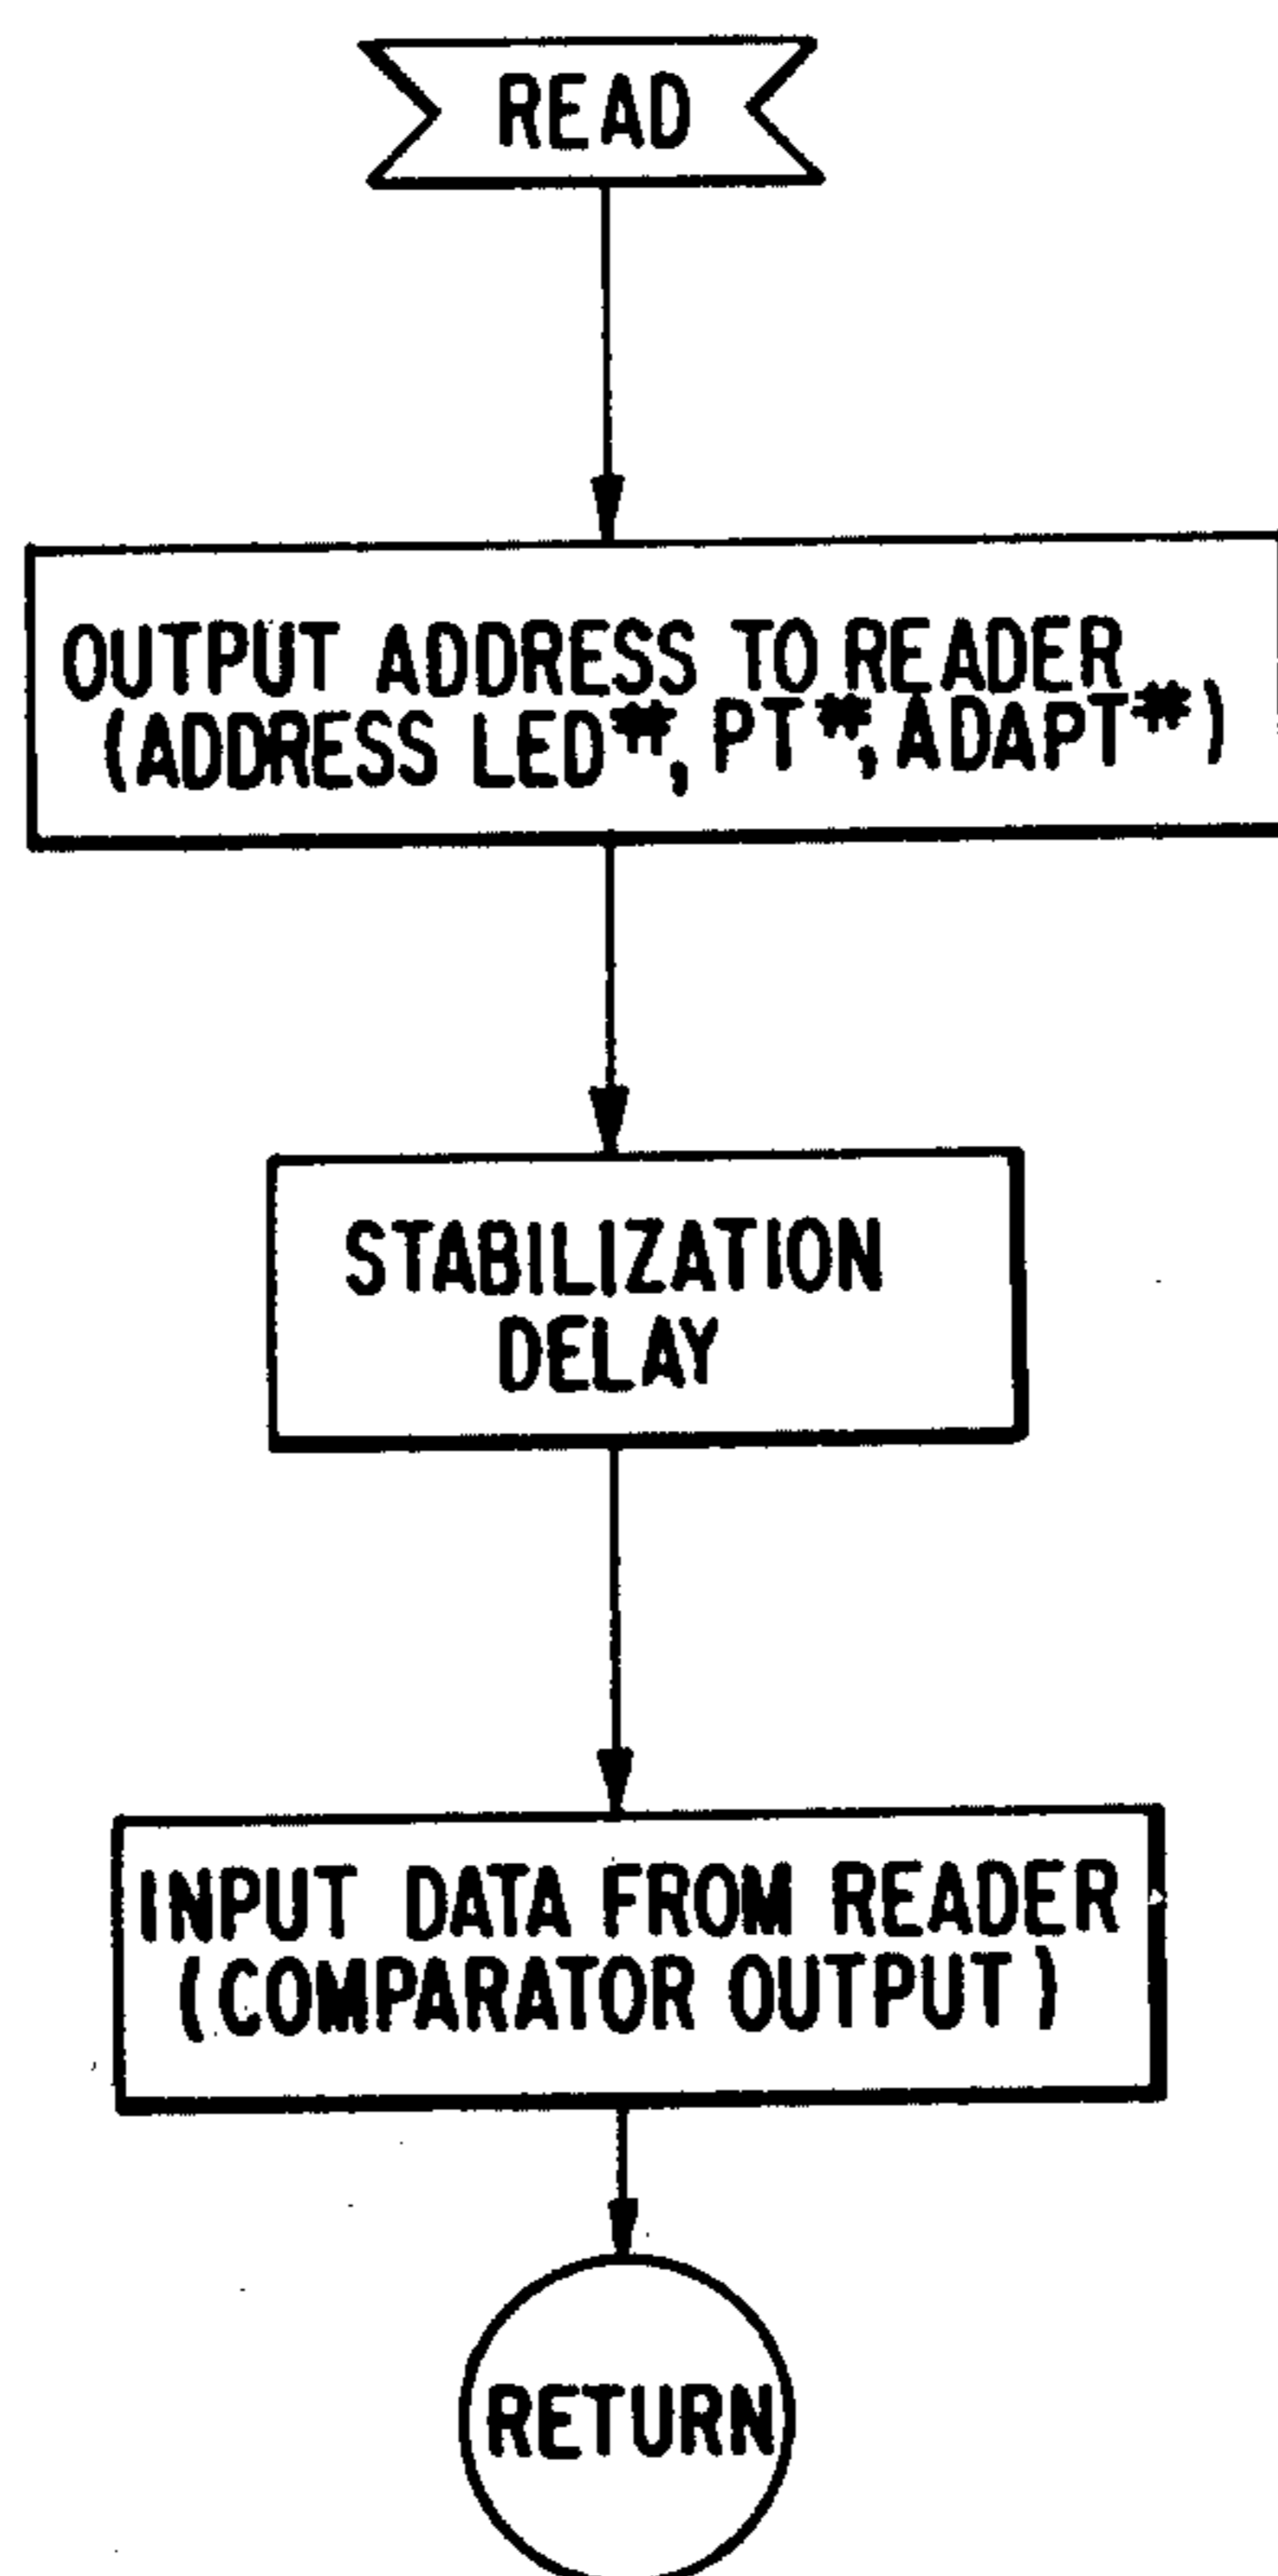 READ
OUTPUT ADDRESS TO READER
(ADDRESS LED#, PT#, ADAPT#)
STABILIZATION
DELAY
INPUT DATA FROM READER
(COMPARATOR OUTPUT)
RETURN